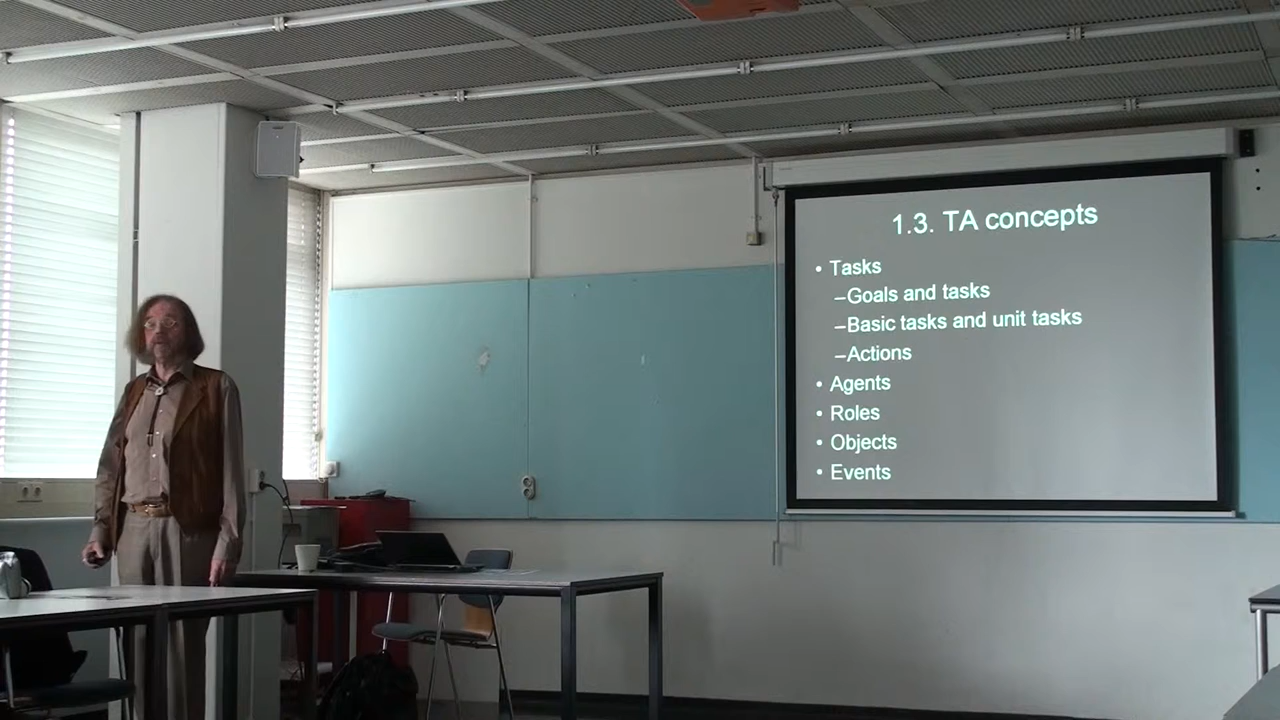 1.3. TA concepts
• Tasks
–Goals and tasks
–Basic tasks and unit tasks
–Actions
• Agents
• Roles
• Objects
• Events